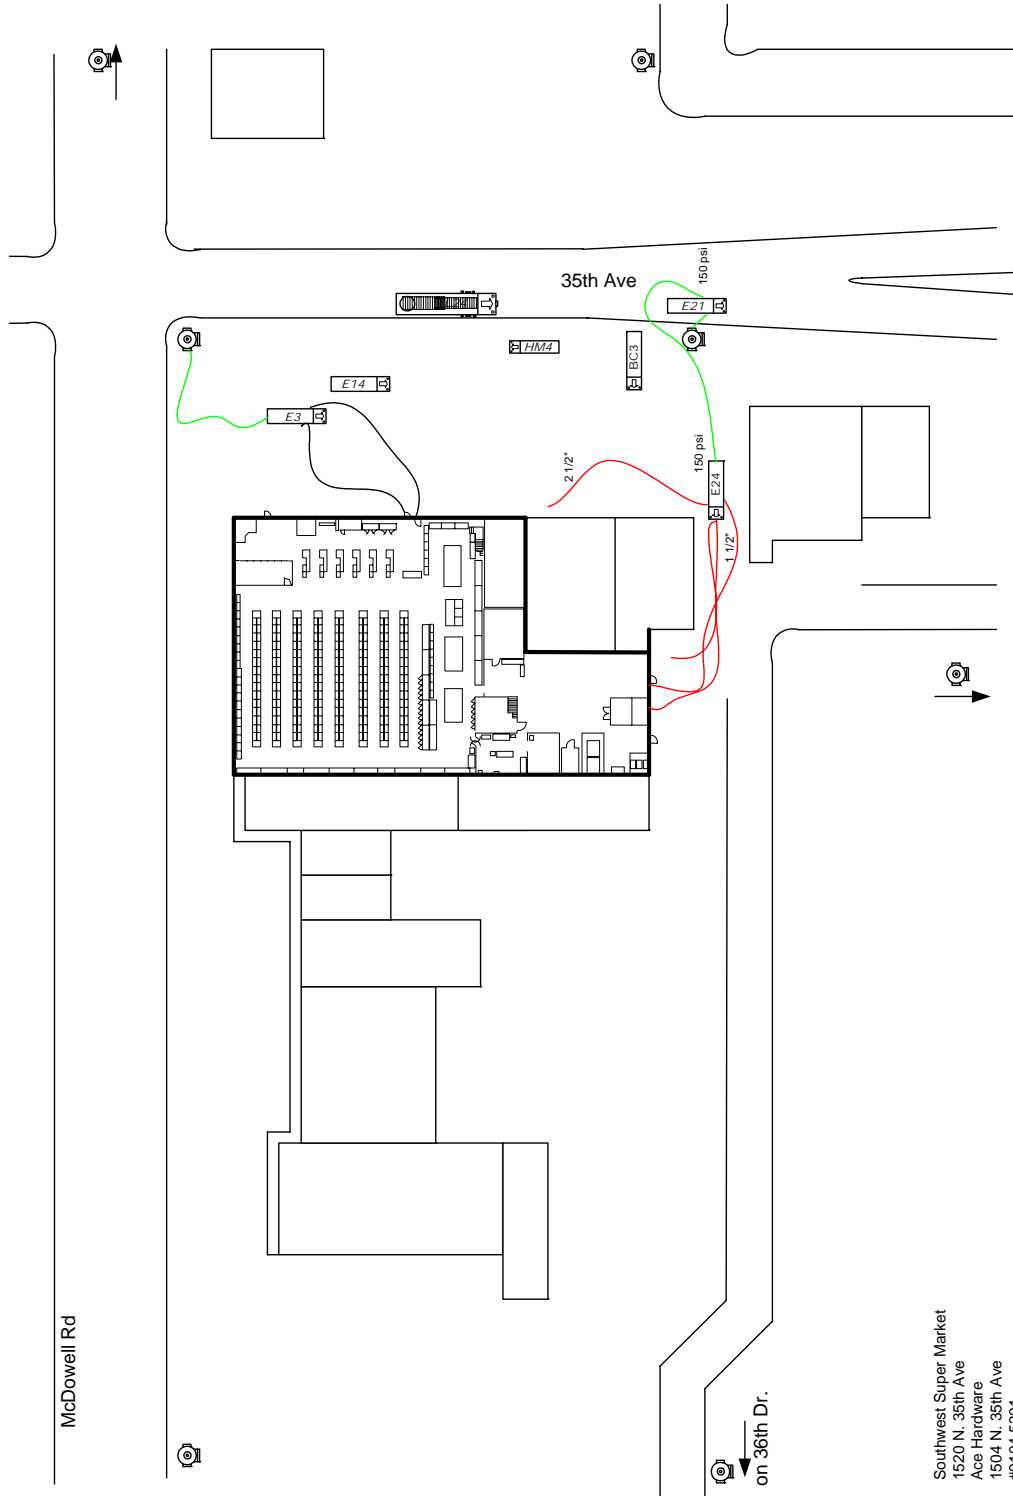 35th Ave
150 psi
E21
HM4
BC3
E14
E3
2 1/2"
150 psi
E24
1 1/2"
McDowell Rd
on 36th Dr.
Southwest Super Market
1520 N. 35th Ave
Ace Hardware
1504 N. 35th Ave